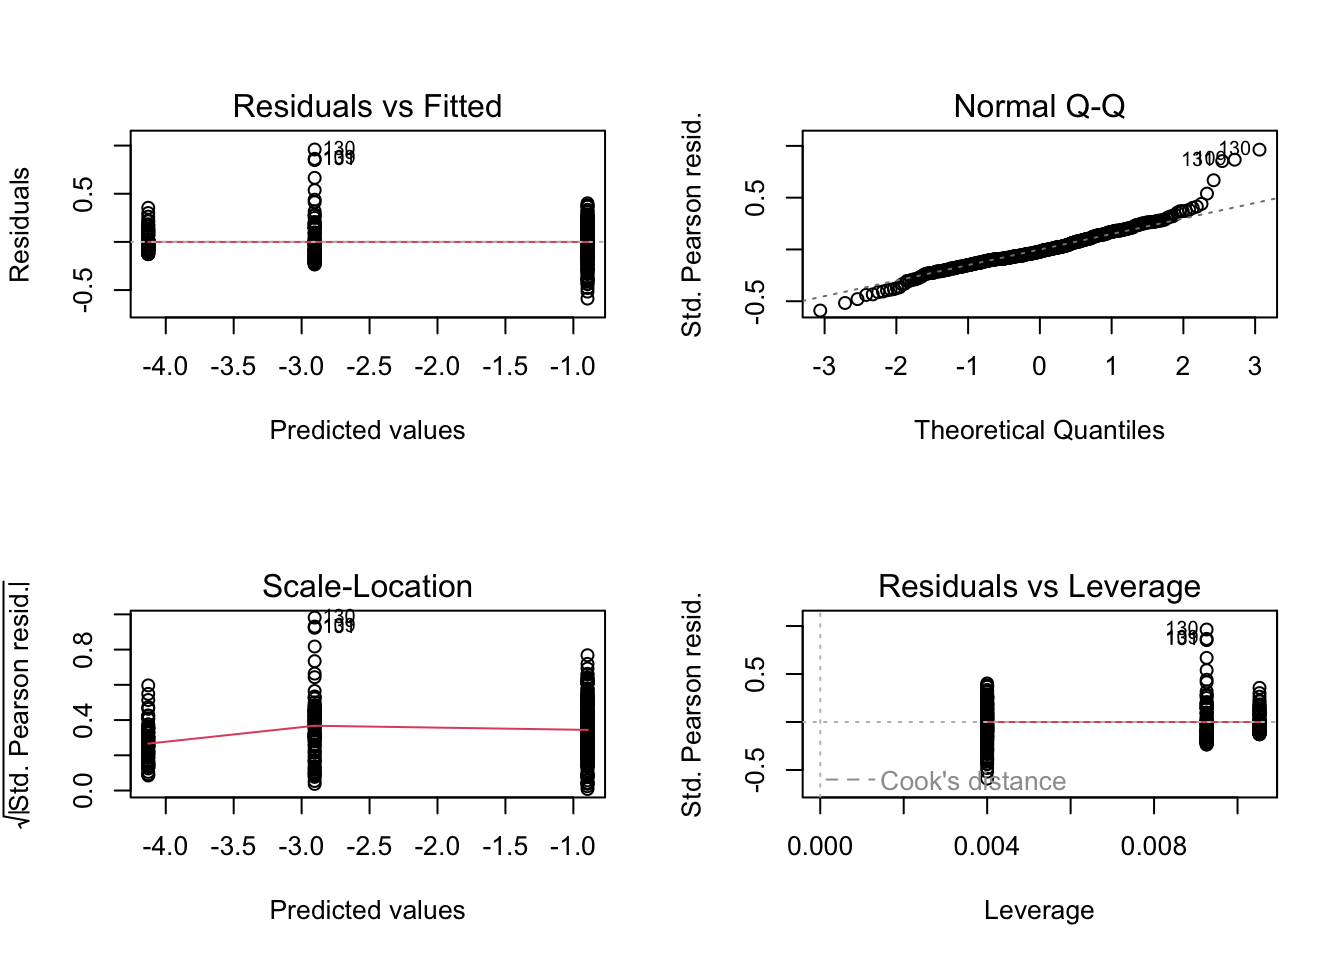 Residuals vs Fitted
Residuals
0.5
-0.5
130
-4.0 -3.5 -3.0 -2.5 -2.0 -1.5 -1.0
Predicted values
Normal Q-Q
Std. Pearson resid.
0.5
-0.5
130
-3 -2 -1 0 1 2 3
Theoretical Quantiles
Scale-Location
√|Std. Pearson resid.|
0.8
0.4
0.0
130
-4.0 -3.5 -3.0 -2.5 -2.0 -1.5 -1.0
Predicted values
Residuals vs Leverage
Std. Pearson resid.
0.5
-0.5
130
Cook's distance
0.000 0.004 0.008
Leverage